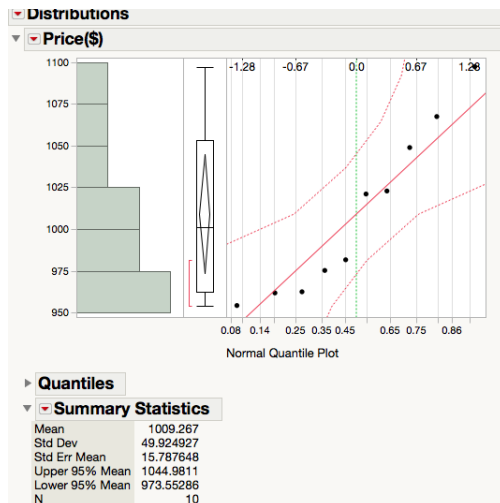 Distributions
Price($)
1100
1075
1050
1025
1000
975
950
-1.28 -0.67 0.0 0.67 1.28
0.08 0.14 0.25 0.35 0.45 0.65 0.75 0.86
Normal Quantile Plot
Quantiles
Summary Statistics
Mean 1009.267
Std Dev 49.924927
Std Err Mean 15.787648
Upper 95% Mean 1044.9811
Lower 95% Mean 973.55286
N 10